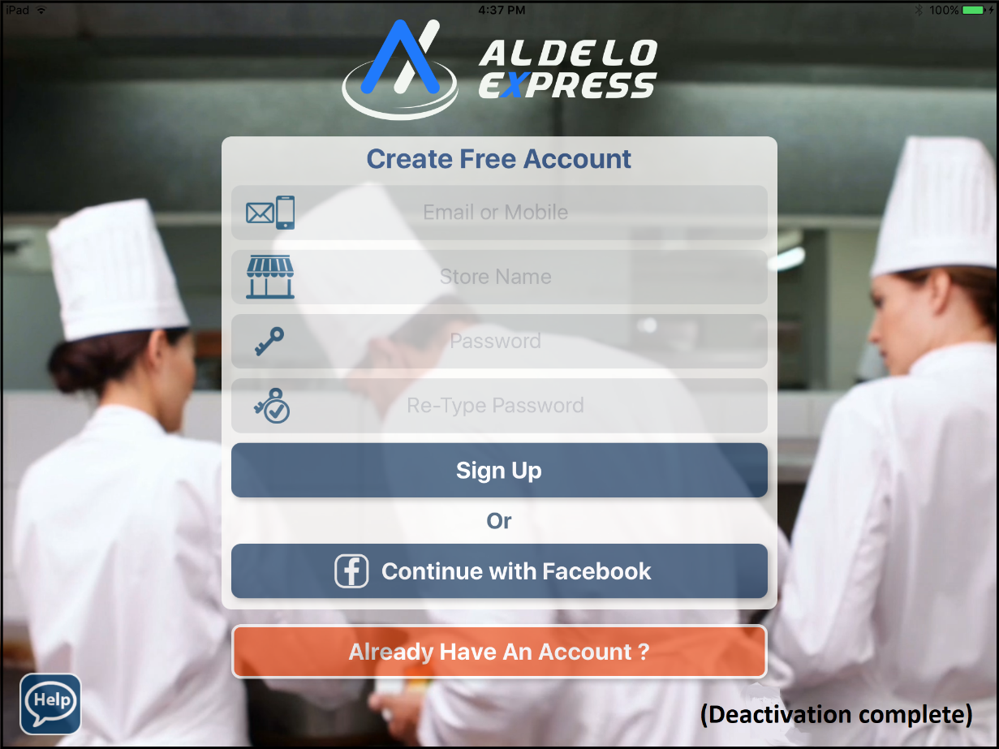 iPad 4:37 PM 100%
ALDELO
EXPRESS
Create Free Account
Email or Mobile
Store Name
Password
Re-Type Password
Sign Up
Or
Continue with Facebook
Already Have An Account ?
Help
(Deactivation complete)